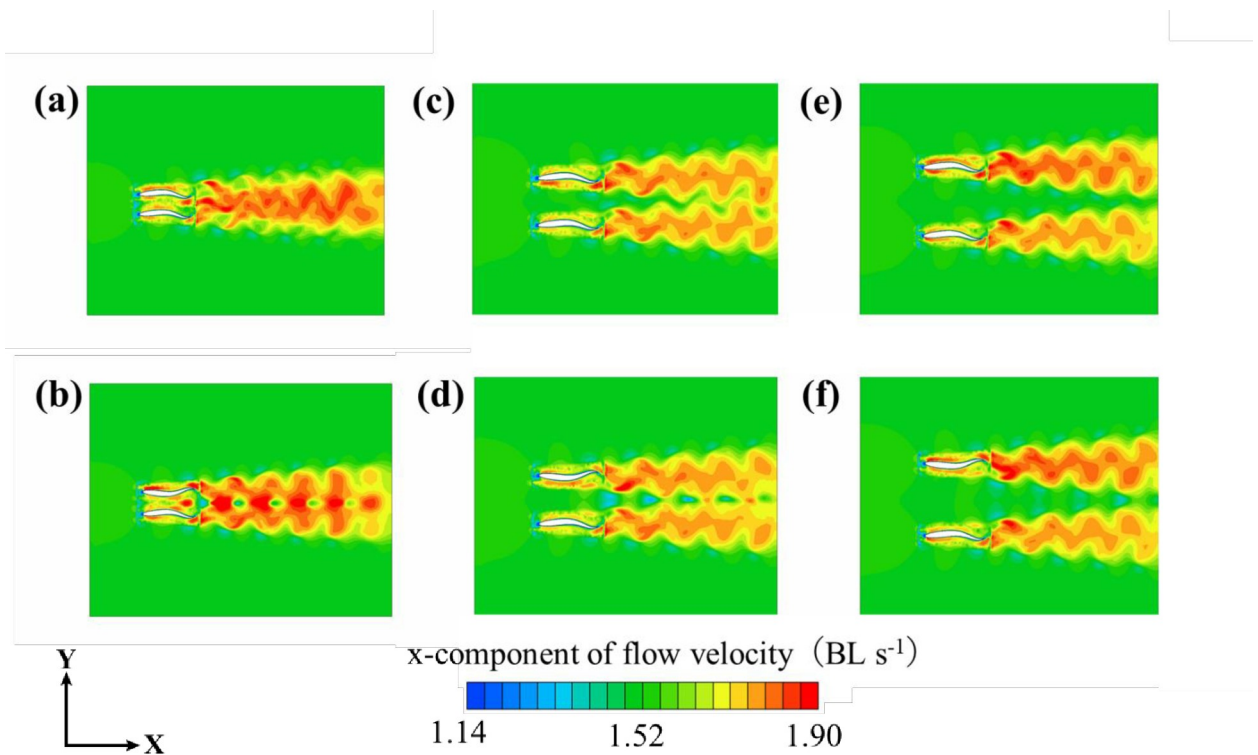 (a)
(c)
(e)
(b)
(d)
(f)
Y
X
x-component of flow velocity (BL s⁻¹)
1.14 1.52 1.90